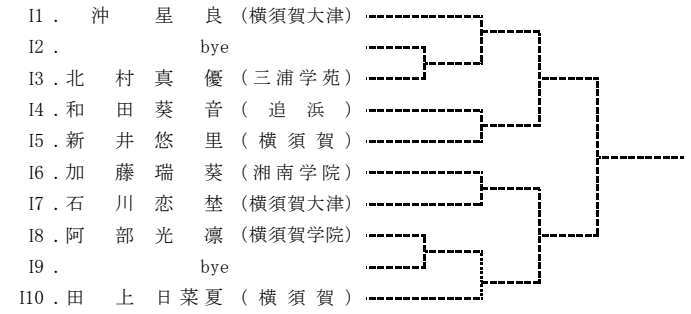 I1 . 沖 星 良 (横須賀大津)
I2 . bye
I3 . 北 村 真 優 (三浦学苑)
I4 . 和 田 葵 音 ( 追 浜 )
I5 . 新 井 悠 里 ( 横 須 賀 )
I6 . 加 藤 瑞 葵 (湘南学院)
I7 . 石 川 恋 埜 (横須賀大津)
I8 . 阿 部 光 凛 (横須賀学院)
I9 . bye
I10 . 田 上 日菜夏 ( 横 須 賀 )